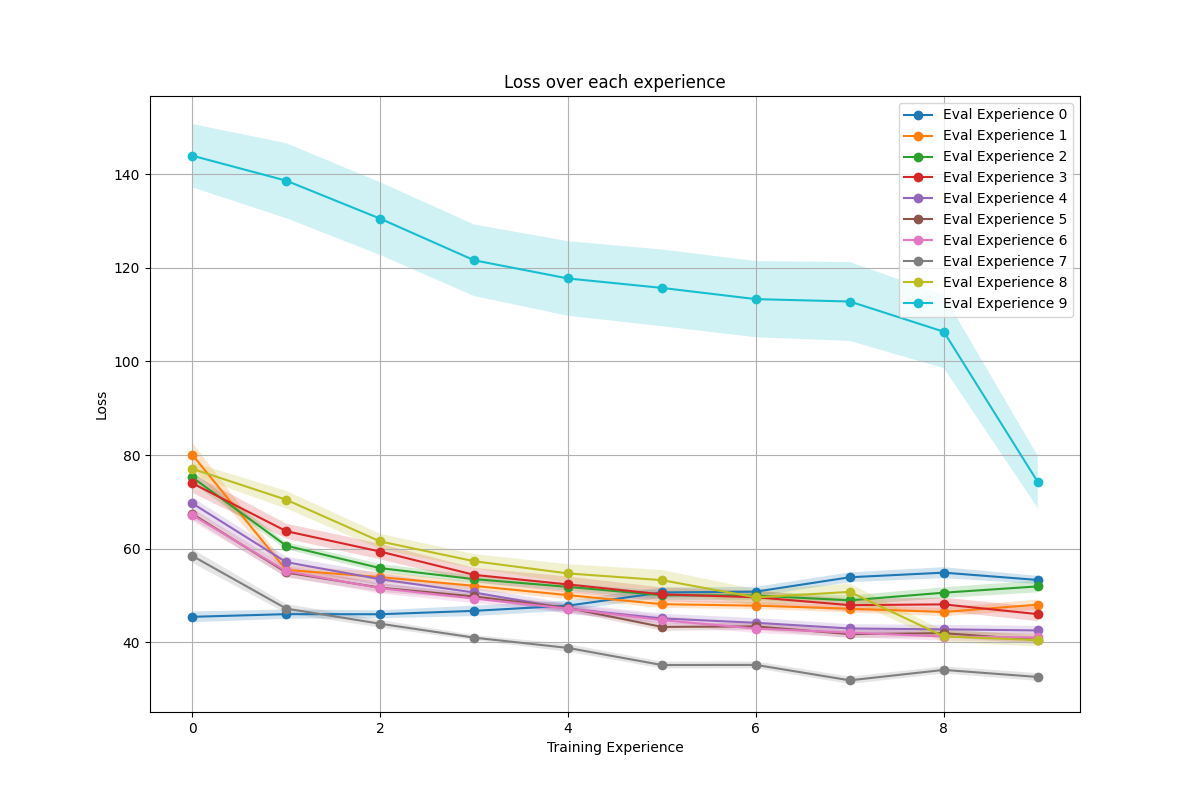 Loss over each experience
Eval Experience 0
Eval Experience 1
Eval Experience 2
Eval Experience 3
Eval Experience 4
Eval Experience 5
Eval Experience 6
Eval Experience 7
Eval Experience 8
Eval Experience 9
140
120
100
80
60
40
Loss
0 2 4 6 8
Training Experience